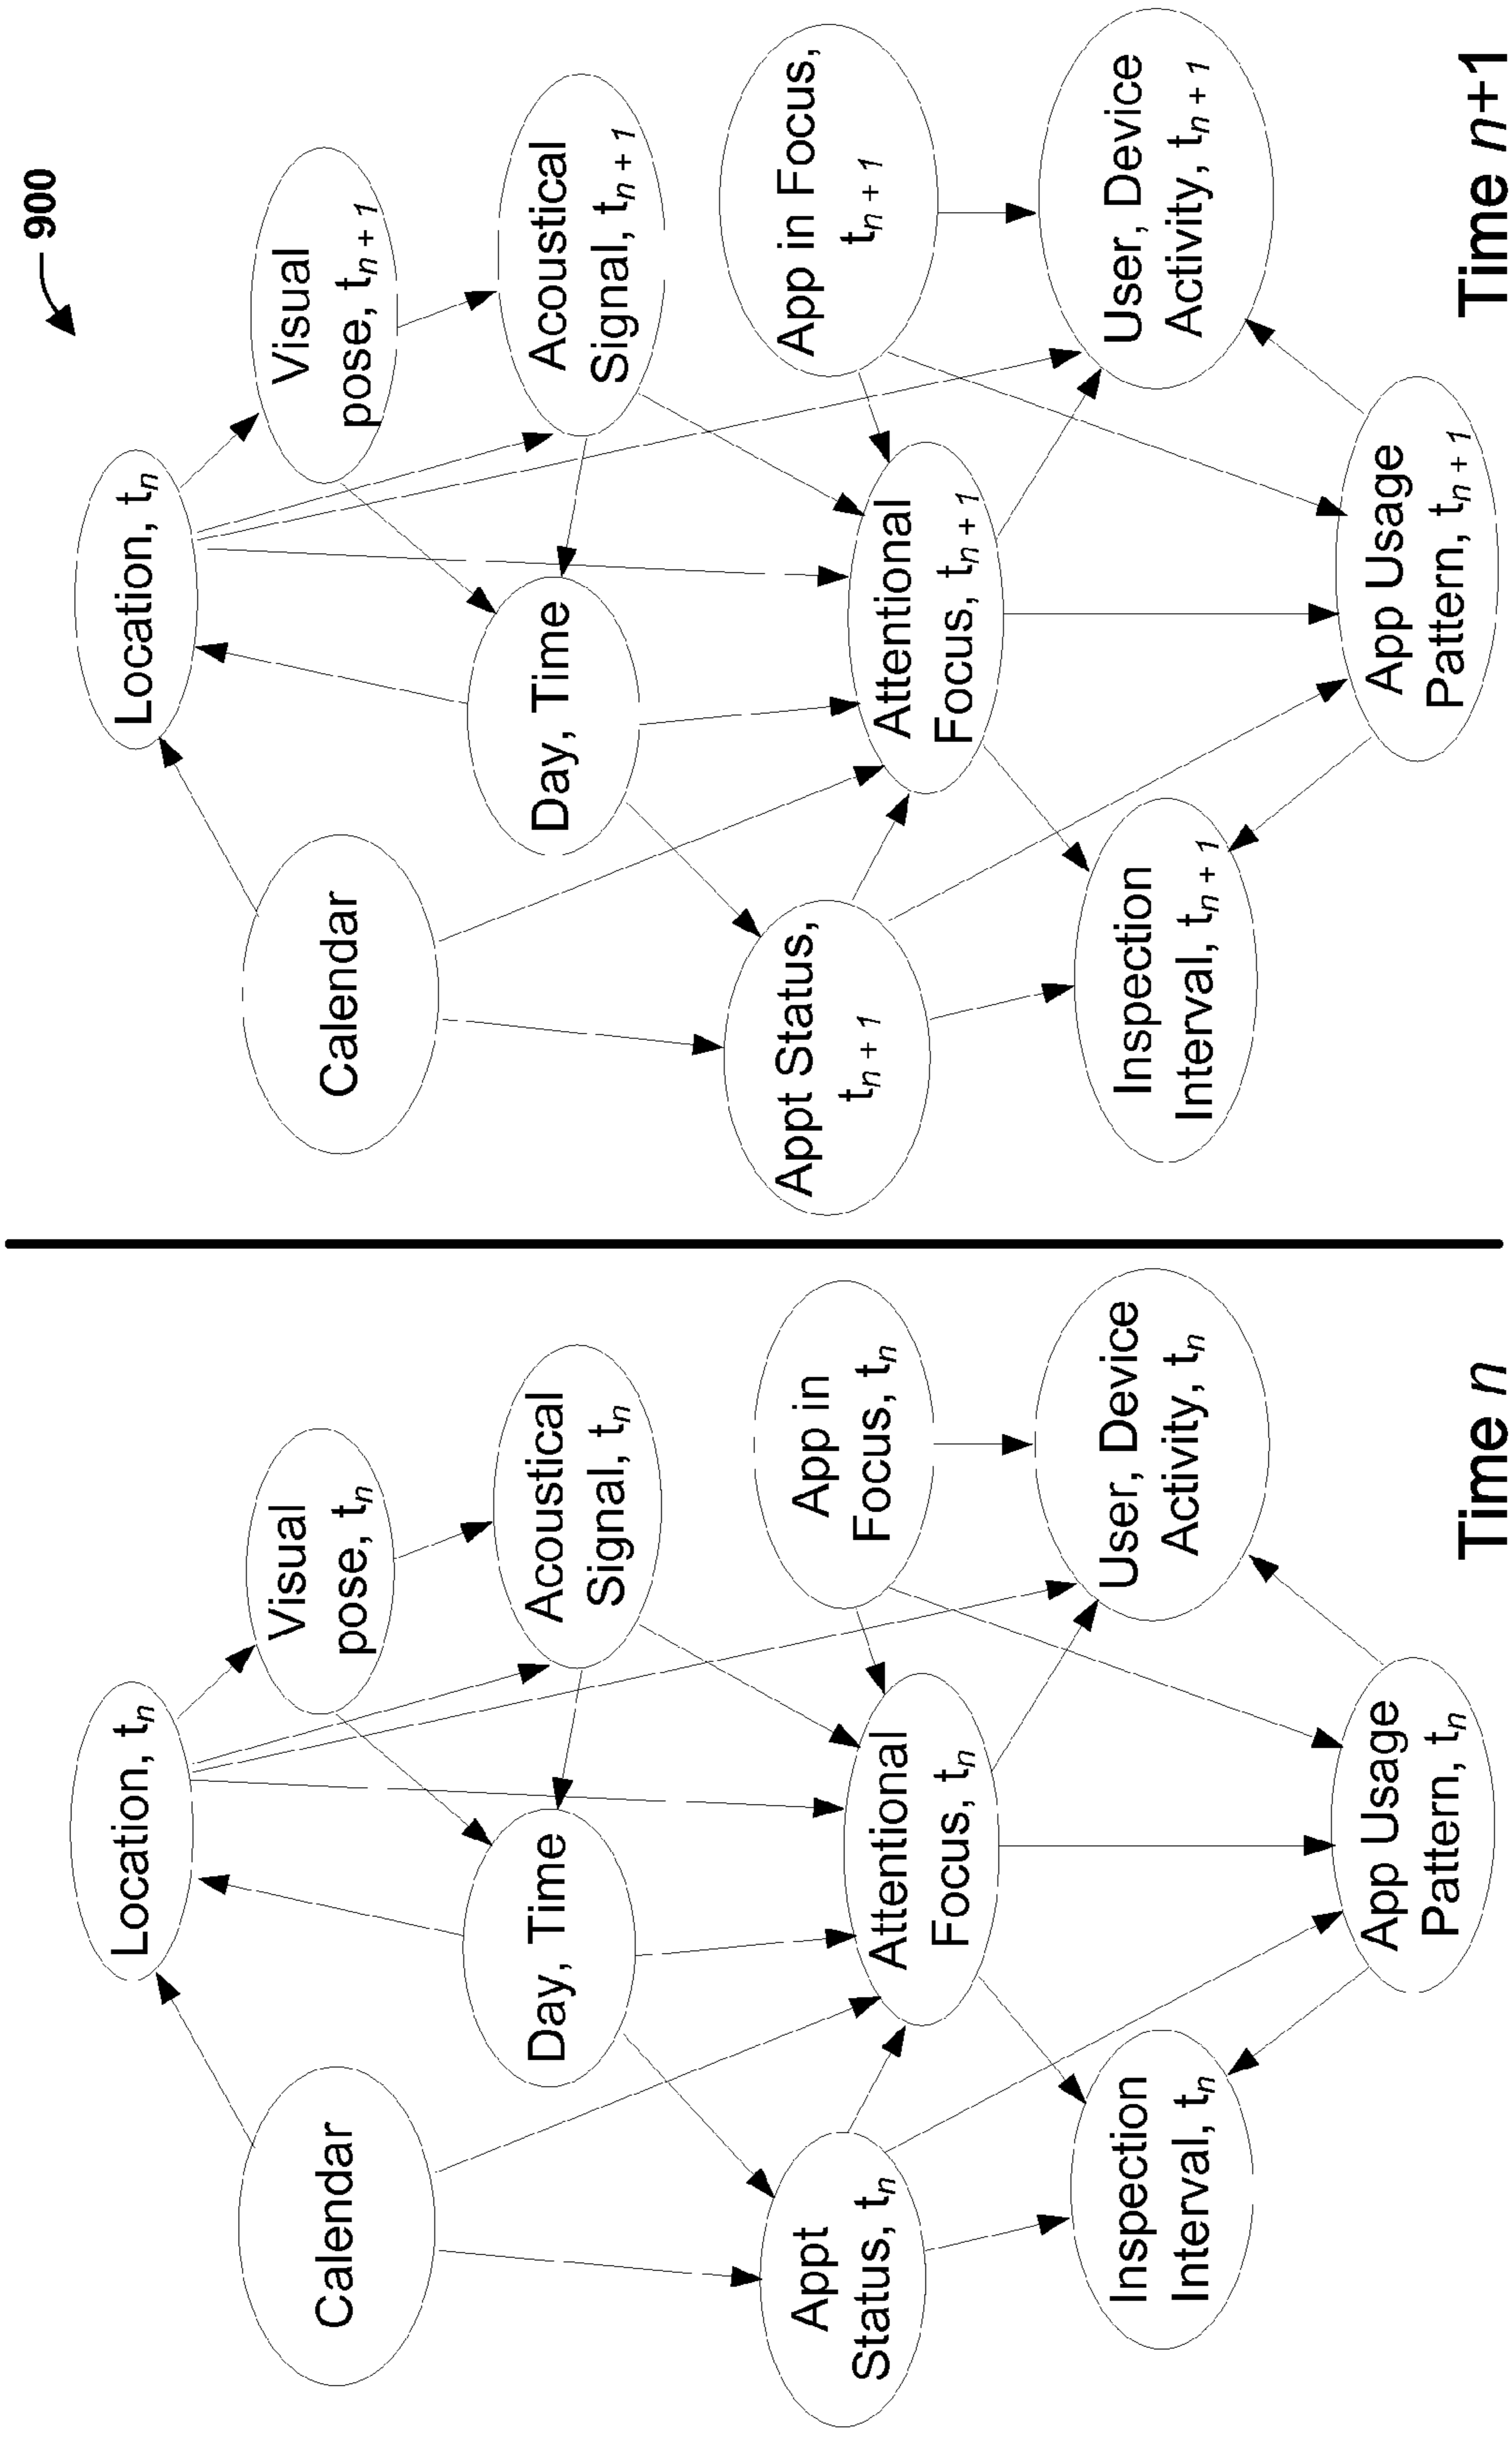 900
Calendar
Location, tn
Visual
pose, tn
Day, Time
Acoustical
Signal, tn
Appt
Status, tn
Attentional
Focus, tn
App in
Focus, tn
Inspection
Interval, tn
User, Device
Activity, tn
App Usage
Pattern, tn
Time n
Calendar
Location, tn
Visual
pose, tn + 1
Day, Time
Acoustical
Signal, tn + 1
Appt Status,
tn + 1
Attentional
Focus, tn + 1
App in Focus,
tn + 1
Inspection
Interval, tn + 1
User, Device
Activity, tn + 1
App Usage
Pattern, tn + 1
Time n+1